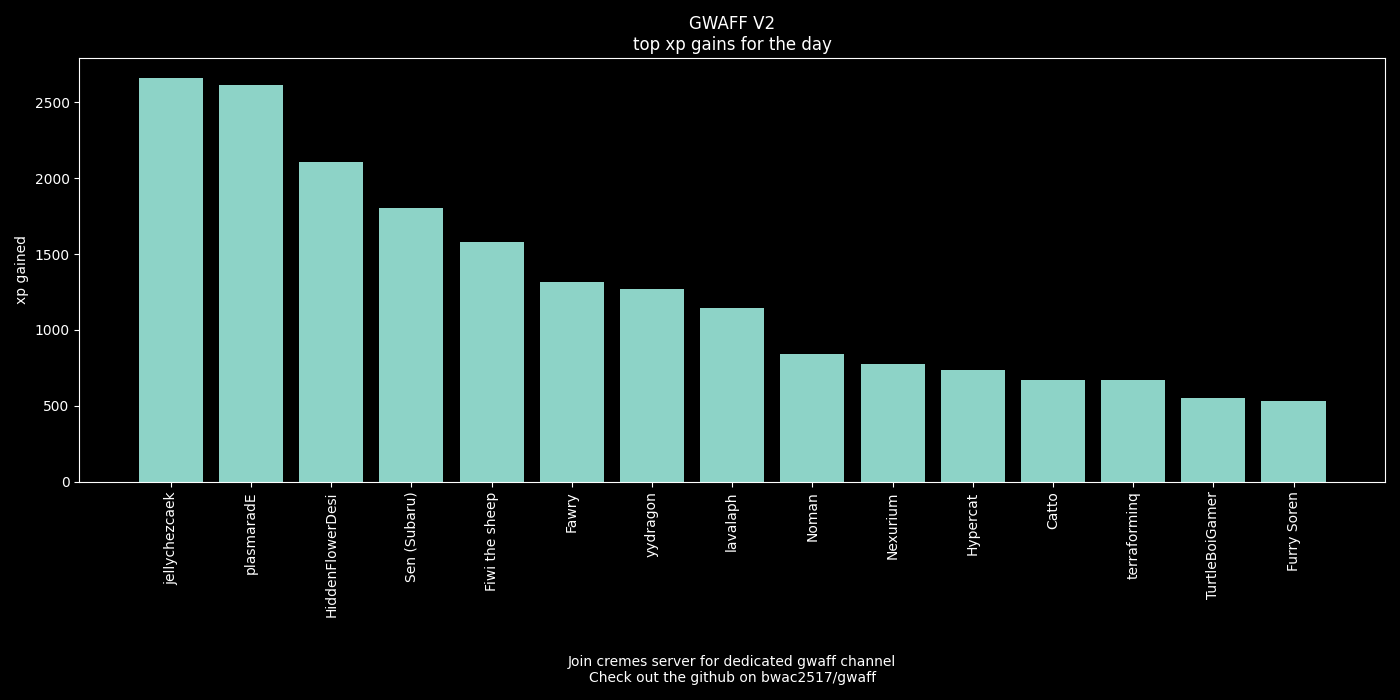 GWAFF V2
top xp gains for the day
xp gained
2500
2000
1500
1000
500
0
jellychezcaek
plasmaradE
HiddenFlowerDesi
Sen (Subaru)
Fiwi the sheep
Fawry
yydragon
lavalaph
Noman
Nexurium
Hypercat
Catto
terraforminq
TurtleBoiGamer
Furry Soren
Join cremes server for dedicated gwaff channel
Check out the github on bwac2517/gwaff